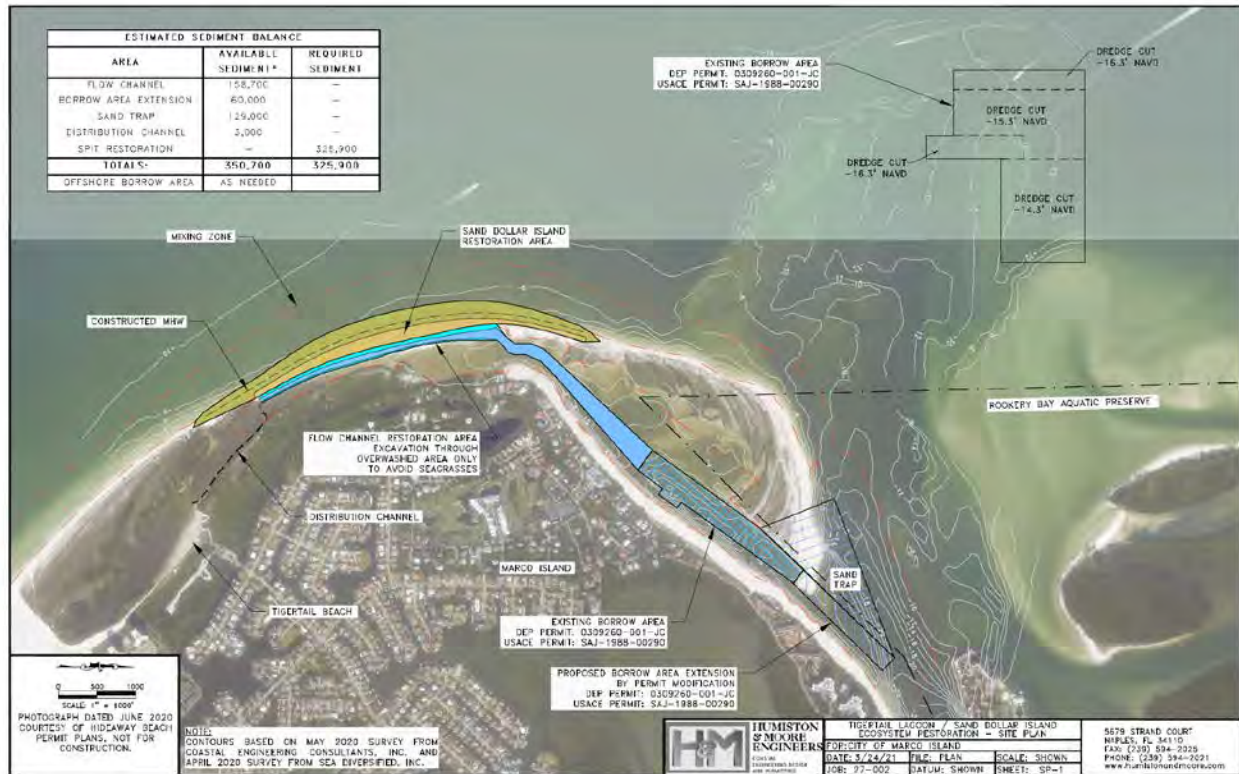 ESTIMATED SEDIMENT BALANCE
AREA AVAILABLE SEDIMENT* REQUIRED SEDIMENT
FLOW CHANNEL 158,700 –
BORROW AREA EXTENSION 60,000 –
SAND TRAP 129,000 –
DISTRIBUTION CHANNEL 3,000 –
SPIT RESTORATION – 325,900
TOTALS: 350,700 325,900
OFFSHORE BORROW AREA AS NEEDED
EXISTING BORROW AREA
DEP PERMIT: 0309260-001-JC
USACE PERMIT: SAJ-1988-00290
DREDGE CUT
-16.3' NAVD
DREDGE CUT
-15.3' NAVD
DREDGE CUT
-16.3' NAVD
DREDGE CUT
-14.3' NAVD
MIXING ZONE
SAND DOLLAR ISLAND
RESTORATION AREA
CONSTRUCTED MHW
ROOKERY BAY AQUATIC PRESERVE
FLOW CHANNEL RESTORATION AREA
EXCAVATION THROUGH
OVERWASHED AREA ONLY
TO AVOID SEAGRASSES
DISTRIBUTION CHANNEL
MARCO ISLAND
SAND
TRAP
TIGERTAIL BEACH
EXISTING BORROW AREA
DEP PERMIT: 0309260-001-JC
USACE PERMIT: SAJ-1988-00290
PROPOSED BORROW AREA EXTENSION
BY PERMIT MODIFICATION
DEP PERMIT: 0309260-001-JC
USACE PERMIT: SAJ-1988-00290
0 500 1000
SCALE: 1" = 1000'
PHOTOGRAPH DATED JUNE 2020
COURTESY OF HIDEAWAY BEACH
PERMIT PLANS, NOT FOR
CONSTRUCTION.
NOTE:
CONTOURS BASED ON MAY 2020 SURVEY FROM
COASTAL ENGINEERING CONSULTANTS, INC. AND
APRIL 2020 SURVEY FROM SEA DIVERSIFIED, INC.
H&M
HUMISTON
& MOORE
ENGINEERS
COASTAL
ENGINEERING DESIGN
AND PERMITTING
TIGERTAIL LAGOON / SAND DOLLAR ISLAND
ECOSYSTEM RESTORATION - SITE PLAN
FOR: CITY OF MARCO ISLAND
DATE: 3/24/21 FILE: PLAN SCALE: SHOWN
JOB: 27-002 DATUM: SHOWN SHEET: SP-1
5679 STRAND COURT
NAPLES, FL 34110
FAX: (239) 594-2025
PHONE: (239) 594-2021
www.humistonandmoore.com